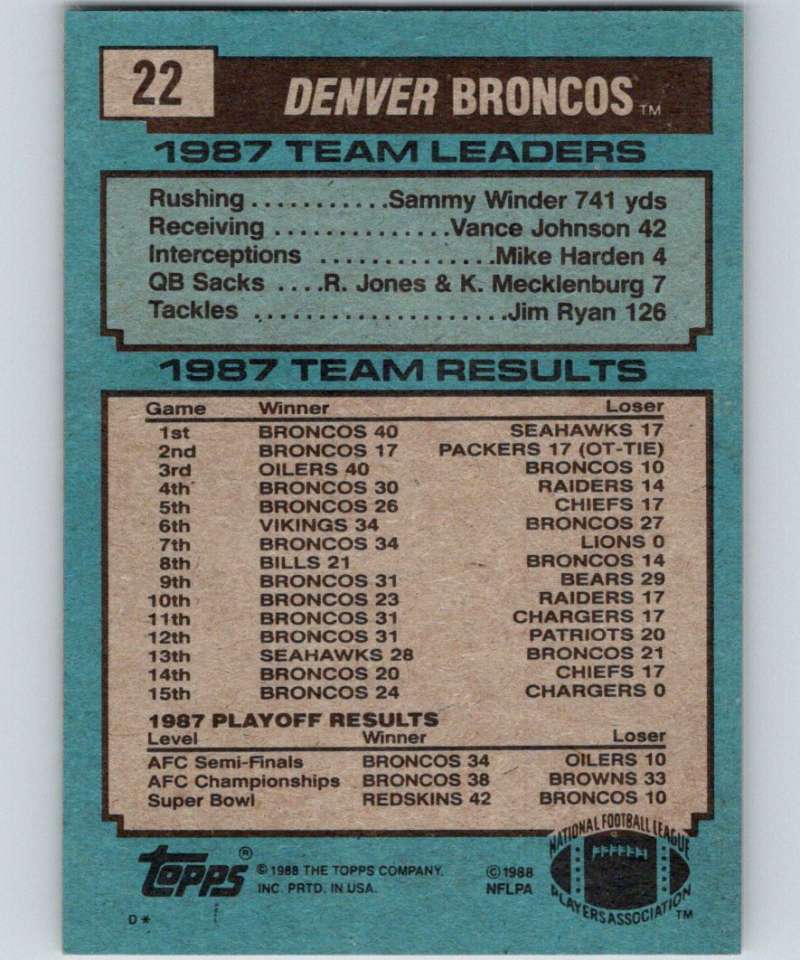 22
DENVER BRONCOS™
1987 TEAM LEADERS
Rushing ...........Sammy Winder 741 yds
Receiving ..............Vance Johnson 42
Interceptions ..............Mike Harden 4
QB Sacks ....R. Jones & K. Mecklenburg 7
Tackles ....................Jim Ryan 126
1987 TEAM RESULTS
Game Winner Loser
1st BRONCOS 40 SEAHAWKS 17
2nd BRONCOS 17 PACKERS 17 (OT-TIE)
3rd OILERS 40 BRONCOS 10
4th BRONCOS 30 RAIDERS 14
5th BRONCOS 26 CHIEFS 17
6th VIKINGS 34 BRONCOS 27
7th BRONCOS 34 LIONS 0
8th BILLS 21 BRONCOS 14
9th BRONCOS 31 BEARS 29
10th BRONCOS 23 RAIDERS 17
11th BRONCOS 31 CHARGERS 17
12th BRONCOS 31 PATRIOTS 20
13th SEAHAWKS 28 BRONCOS 21
14th BRONCOS 20 CHIEFS 17
15th BRONCOS 24 CHARGERS 0
1987 PLAYOFF RESULTS
Level Winner Loser
AFC Semi-Finals BRONCOS 34 OILERS 10
AFC Championships BRONCOS 38 BROWNS 33
Super Bowl REDSKINS 42 BRONCOS 10
TOPPS® © 1988 THE TOPPS COMPANY,
INC. PRTD. IN USA.
© 1988
NFLPA
NATIONAL FOOTBALL LEAGUE
PLAYERS ASSOCIATION™
D*